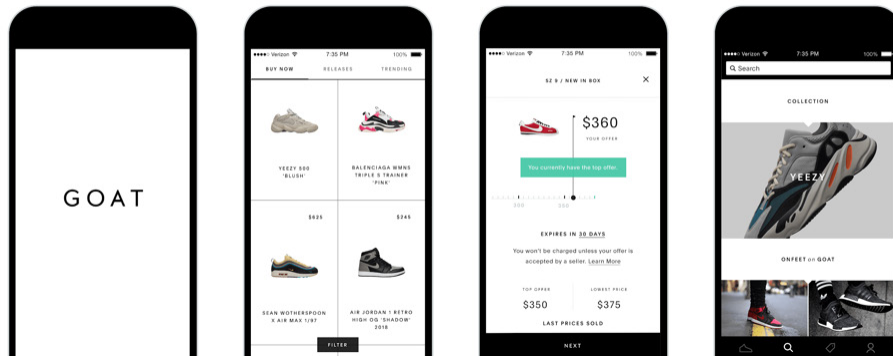 GOAT
Verizon 7:35 PM 100%
BUY NOW RELEASES TRENDING
YEEZY 500
'BLUSH'
BALENCIAGA WMNS
TRIPLE S TRAINER
'PINK'
$625
$345
SEAN WOTHERSPOON
X AIR MAX 1/97
AIR JORDAN 1 RETRO
HIGH OG 'SHADOW'
2018
FILTER
Verizon 7:35 PM 100%
SZ 9 / NEW IN BOX
$360
YOUR OFFER
You currently have the top offer.
EXPIRES IN 30 DAYS
You won't be charged unless your offer is
accepted by a seller. Learn More
TOP OFFER
LOWEST PRICE
$350
$375
LAST PRICES SOLD
NEXT
Verizon 7:35 PM 100%
Search
COLLECTION
YEEZY
ONFEET on GOAT